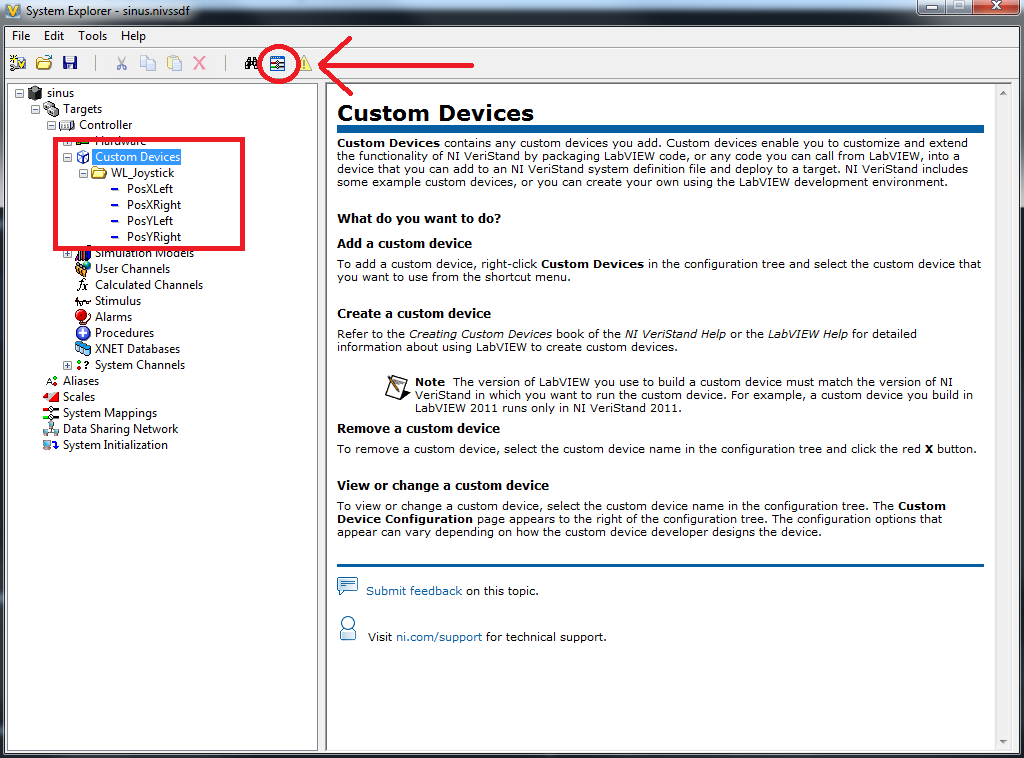 System Explorer - sinus.nivssdf
File Edit Tools Help
sinus
Targets
Controller
Hardware
Custom Devices
WL_Joystick
PosXLeft
PosXRight
PosYLeft
PosYRight
Simulation Models
User Channels
fx Calculated Channels
Stimulus
Alarms
Procedures
XNET Databases
System Channels
Aliases
Scales
System Mappings
Data Sharing Network
System Initialization
Custom Devices
Custom Devices contains any custom devices you add. Custom devices enable you to customize and extend
the functionality of NI VeriStand by packaging LabVIEW code, or any code you can call from LabVIEW, into a
device that you can add to an NI VeriStand system definition file and deploy to a target. NI VeriStand includes
some example custom devices, or you can create your own using the LabVIEW development environment.
What do you want to do?
Add a custom device
To add a custom device, right-click Custom Devices in the configuration tree and select the custom device that
you want to use from the shortcut menu.
Create a custom device
Refer to the Creating Custom Devices book of the NI VeriStand Help or the LabVIEW Help for detailed
information about using LabVIEW to create custom devices.
Note The version of LabVIEW you use to build a custom device must match the version of NI
VeriStand in which you want to run the custom device. For example, a custom device you build in
LabVIEW 2011 runs only in NI VeriStand 2011.
Remove a custom device
To remove a custom device, select the custom device name in the configuration tree and click the red X button.
View or change a custom device
To view or change a custom device, select the custom device name in the configuration tree. The Custom
Device Configuration page appears to the right of the configuration tree. The configuration options that
appear can vary depending on how the custom device developer designs the device.
Submit feedback on this topic.
Visit ni.com/support for technical support.